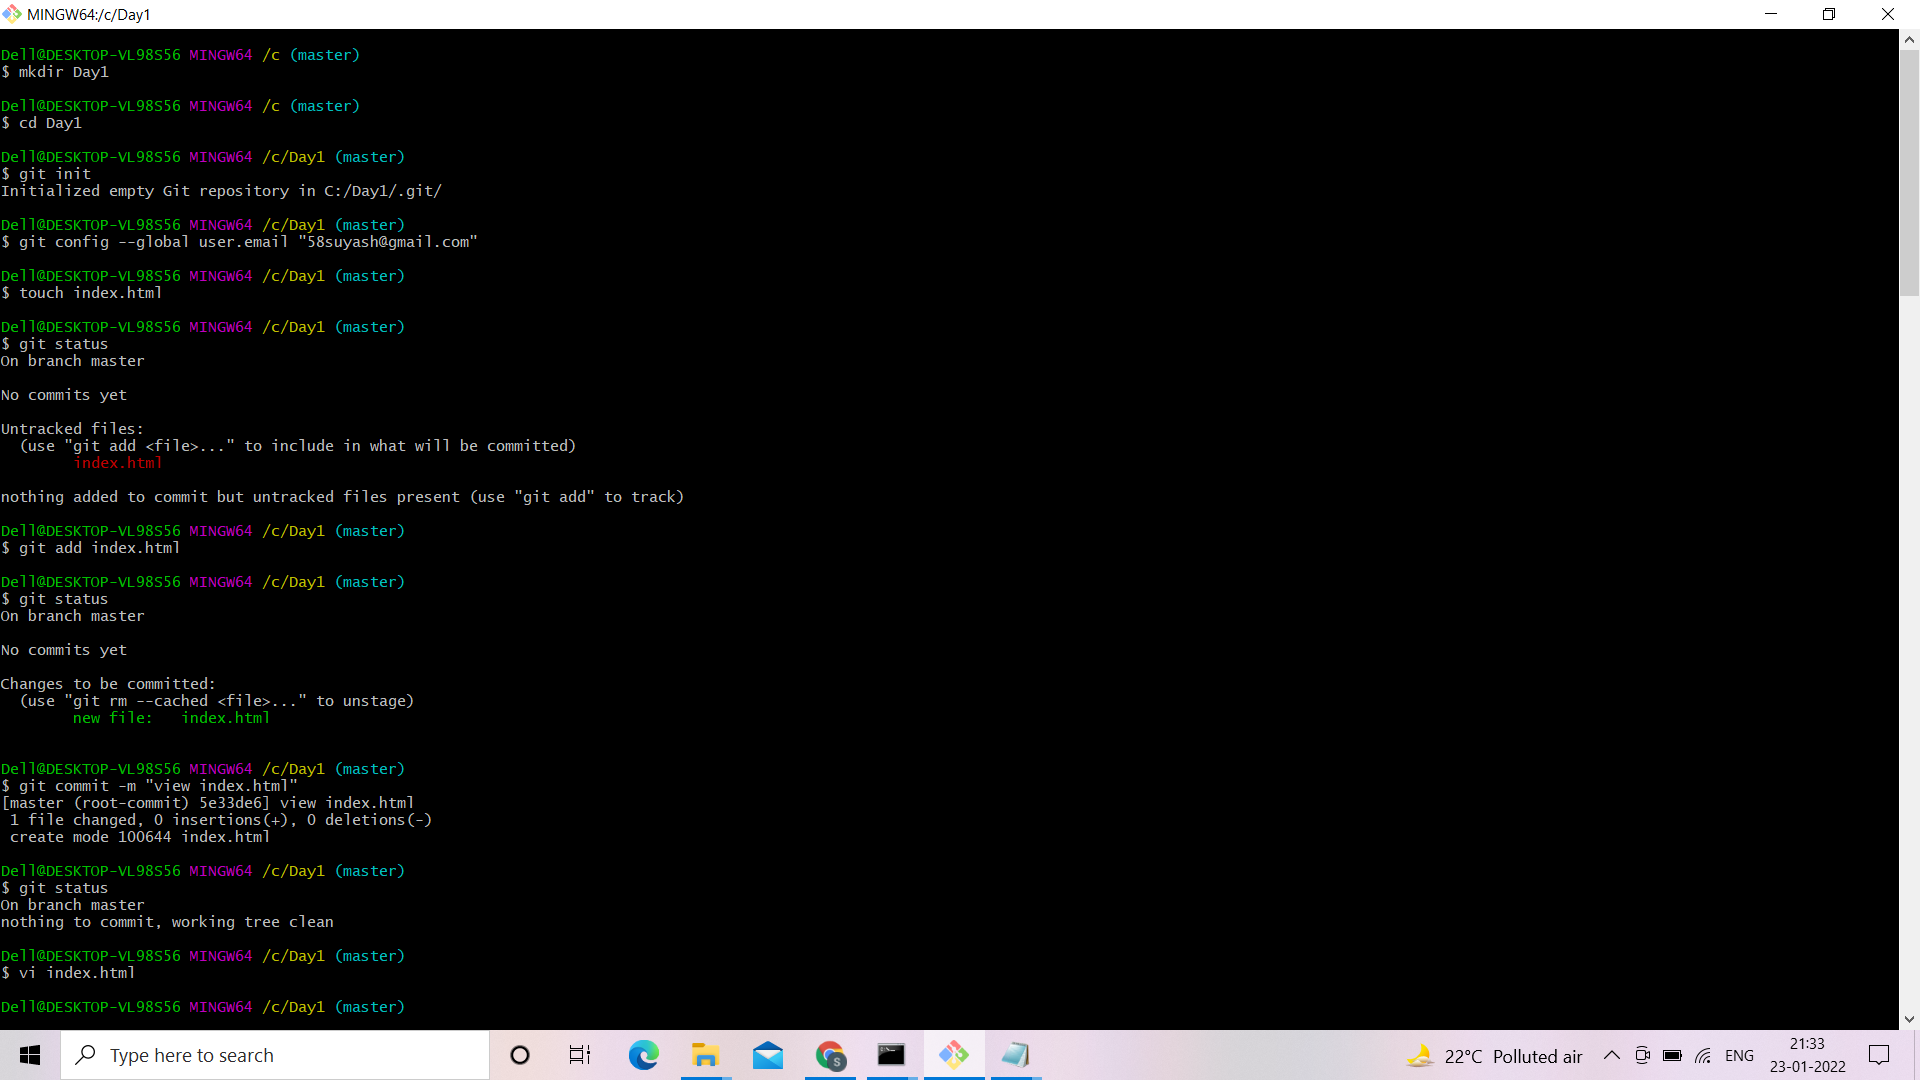 MINGW64:/c/Day1
Dell@DESKTOP-VL98S56 MINGW64 /c (master)
$ mkdir Day1
Dell@DESKTOP-VL98S56 MINGW64 /c (master)
$ cd Day1
Dell@DESKTOP-VL98S56 MINGW64 /c/Day1 (master)
$ git init
Initialized empty Git repository in C:/Day1/.git/
Dell@DESKTOP-VL98S56 MINGW64 /c/Day1 (master)
$ git config --global user.email "58suyash@gmail.com"
Dell@DESKTOP-VL98S56 MINGW64 /c/Day1 (master)
$ touch index.html
Dell@DESKTOP-VL98S56 MINGW64 /c/Day1 (master)
$ git status
On branch master
No commits yet
Untracked files:
  (use "git add <file>..." to include in what will be committed)
        index.html
nothing added to commit but untracked files present (use "git add" to track)
Dell@DESKTOP-VL98S56 MINGW64 /c/Day1 (master)
$ git add index.html
Dell@DESKTOP-VL98S56 MINGW64 /c/Day1 (master)
$ git status
On branch master
No commits yet
Changes to be committed:
  (use "git rm --cached <file>..." to unstage)
        new file:   index.html
Dell@DESKTOP-VL98S56 MINGW64 /c/Day1 (master)
$ git commit -m "view index.html"
[master (root-commit) 5e33de6] view index.html
 1 file changed, 0 insertions(+), 0 deletions(-)
 create mode 100644 index.html
Dell@DESKTOP-VL98S56 MINGW64 /c/Day1 (master)
$ git status
On branch master
nothing to commit, working tree clean
Dell@DESKTOP-VL98S56 MINGW64 /c/Day1 (master)
$ vi index.html
Dell@DESKTOP-VL98S56 MINGW64 /c/Day1 (master)
Type here to search
S
22°C Polluted air
ENG
21:33
23-01-2022